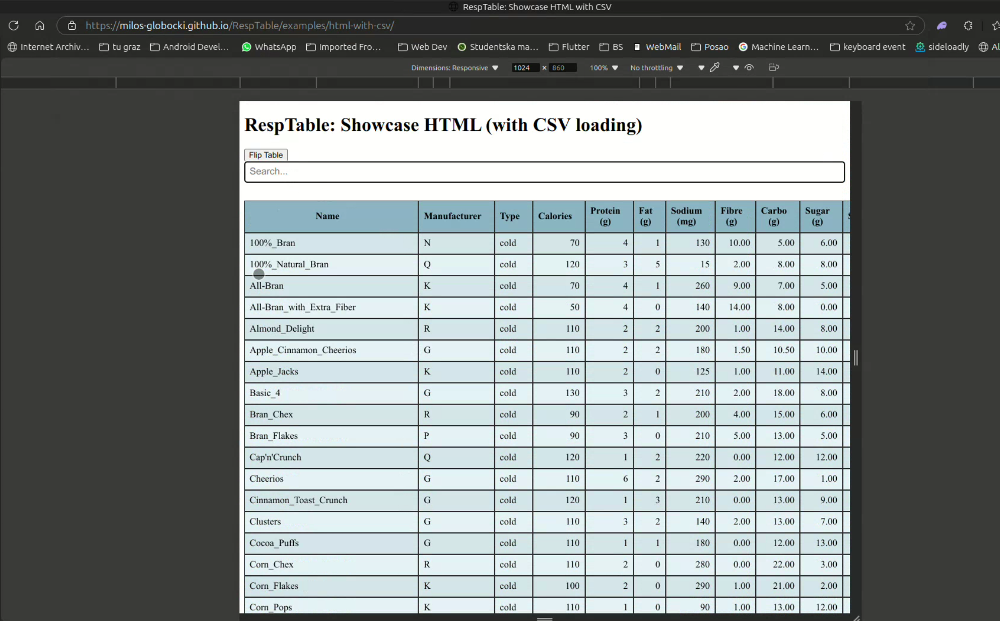 RespTable: Showcase HTML with CSV
https://milos-globocki.github.io/RespTable/examples/html-with-csv/
Internet Archiv... tu graz Android Devel... WhatsApp Imported Fro... Web Dev Studentska ma... Flutter BS WebMail Posao Machine Learn... keyboard event sideloadly Al
Dimensions: Responsive 1024 × 860 100% No throttling
RespTable: Showcase HTML (with CSV loading)
Flip Table
Search...
Name Manufacturer Type Calories Protein (g) Fat (g) Sodium (mg) Fibre (g) Carbo (g) Sugar (g)
100%_Bran N cold 70 4 1 130 10.00 5.00 6.00
100%_Natural_Bran Q cold 120 3 5 15 2.00 8.00 8.00
All-Bran K cold 70 4 1 260 9.00 7.00 5.00
All-Bran_with_Extra_Fiber K cold 50 4 0 140 14.00 8.00 0.00
Almond_Delight R cold 110 2 2 200 1.00 14.00 8.00
Apple_Cinnamon_Cheerios G cold 110 2 2 180 1.50 10.50 10.00
Apple_Jacks K cold 110 2 0 125 1.00 11.00 14.00
Basic_4 G cold 130 3 2 210 2.00 18.00 8.00
Bran_Chex R cold 90 2 1 200 4.00 15.00 6.00
Bran_Flakes P cold 90 3 0 210 5.00 13.00 5.00
Cap'n'Crunch Q cold 120 1 2 220 0.00 12.00 12.00
Cheerios G cold 110 6 2 290 2.00 17.00 1.00
Cinnamon_Toast_Crunch G cold 120 1 3 210 0.00 13.00 9.00
Clusters G cold 110 3 2 140 2.00 13.00 7.00
Cocoa_Puffs G cold 110 1 1 180 0.00 12.00 13.00
Corn_Chex R cold 110 2 0 280 0.00 22.00 3.00
Corn_Flakes K cold 100 2 0 290 1.00 21.00 2.00
Corn_Pops K cold 110 1 0 90 1.00 13.00 12.00